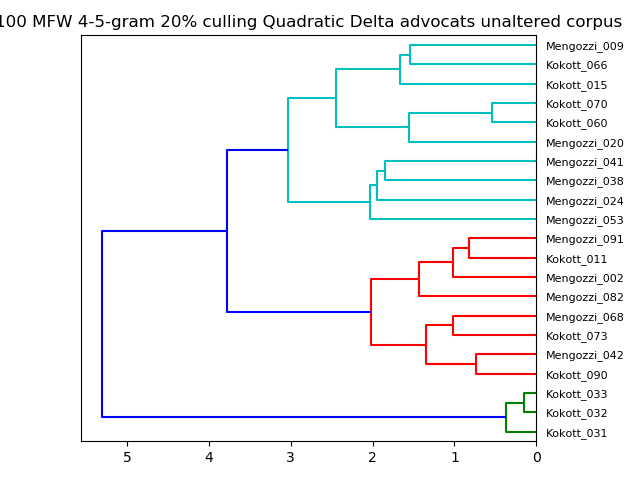 100 MFW 4-5-gram 20% culling Quadratic Delta advocats unaltered corpus
Mengozzi_009
Kokott_066
Kokott_015
Kokott_070
Kokott_060
Mengozzi_020
Mengozzi_041
Mengozzi_038
Mengozzi_024
Mengozzi_053
Mengozzi_091
Kokott_011
Mengozzi_002
Mengozzi_082
Mengozzi_068
Kokott_073
Mengozzi_042
Kokott_090
Kokott_033
Kokott_032
Kokott_031
5 4 3 2 1 0